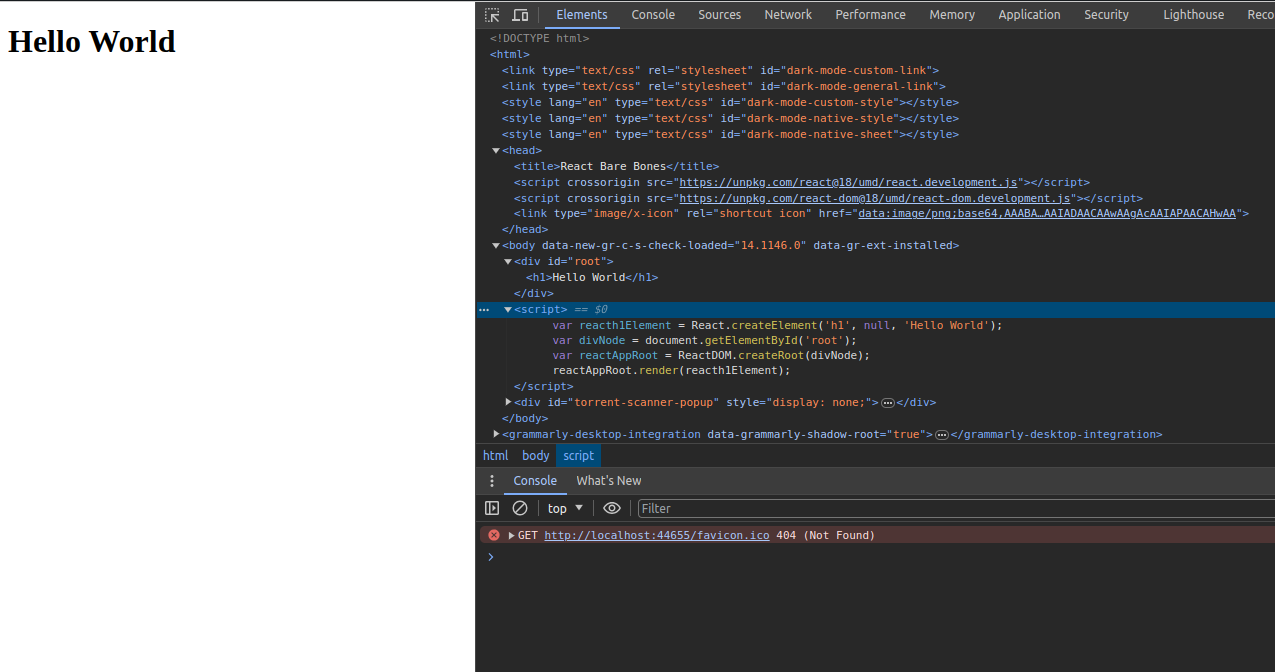 Hello World
Elements Console Sources Network Performance Memory Application Security Lighthouse Reco
<!DOCTYPE html>
<html>
<link type="text/css" rel="stylesheet" id="dark-mode-custom-link">
<link type="text/css" rel="stylesheet" id="dark-mode-general-link">
<style lang="en" type="text/css" id="dark-mode-custom-style"></style>
<style lang="en" type="text/css" id="dark-mode-native-style"></style>
<style lang="en" type="text/css" id="dark-mode-native-sheet"></style>
<head>
<title>React Bare Bones</title>
<script crossorigin src="https://unpkg.com/react@18/umd/react.development.js"></script>
<script crossorigin src="https://unpkg.com/react-dom@18/umd/react-dom.development.js"></script>
<link type="image/x-icon" rel="shortcut icon" href="data:image/png;base64,AAABA…AAIADAACAAwAAgAcAAIAPAACAHwAA">
</head>
<body data-new-gr-c-s-check-loaded="14.1146.0" data-gr-ext-installed>
<div id="root">
<h1>Hello World</h1>
</div>
<script> == $0
var reacth1Element = React.createElement('h1', null, 'Hello World');
var divNode = document.getElementById('root');
var reactAppRoot = ReactDOM.createRoot(divNode);
reactAppRoot.render(reacth1Element);
</script>
<div id="torrent-scanner-popup" style="display: none;">…</div>
</body>
<grammarly-desktop-integration data-grammarly-shadow-root="true">…</grammarly-desktop-integration>
html body script
Console What's New
top Filter
GET http://localhost:44655/favicon.ico 404 (Not Found)